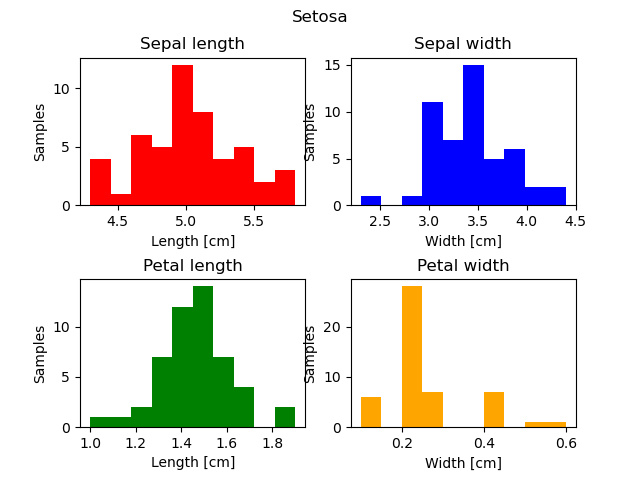 Setosa
Sepal length
Samples
0
5
10
4.5 5.0 5.5
Length [cm]
Sepal width
Samples
0
5
10
15
2.5 3.0 3.5 4.0 4.5
Width [cm]
Petal length
Samples
0
5
10
1.0 1.2 1.4 1.6 1.8
Length [cm]
Petal width
Samples
0
10
20
0.2 0.4 0.6
Width [cm]